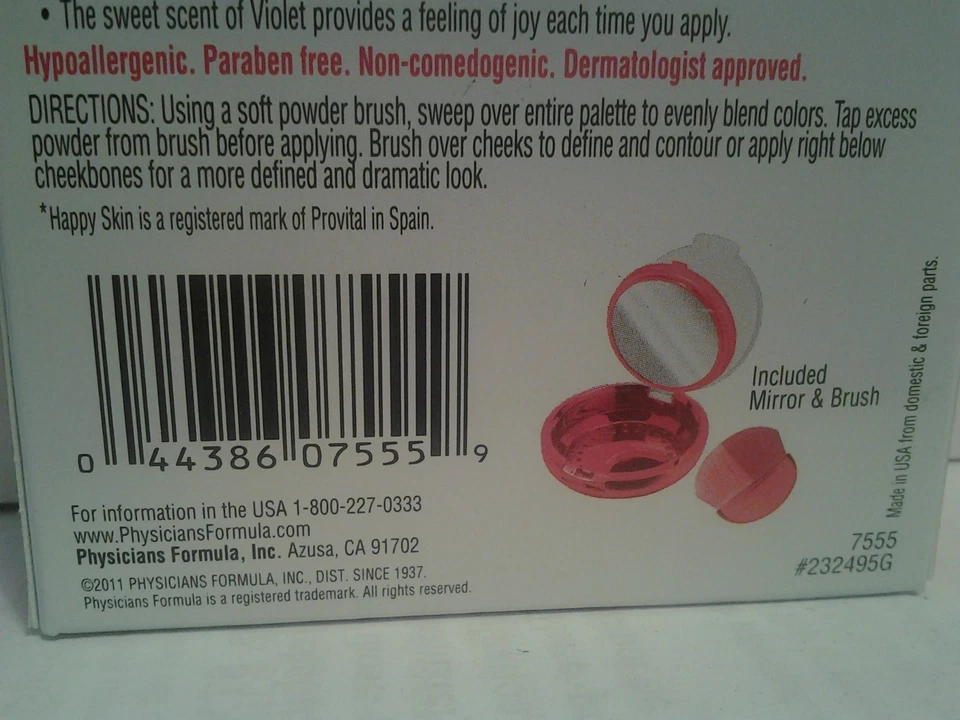 • The sweet scent of Violet provides a feeling of joy each time you apply.
Hypoallergenic. Paraben free. Non-comedogenic. Dermatologist approved.
DIRECTIONS: Using a soft powder brush, sweep over entire palette to evenly blend colors. Tap excess
powder from brush before applying. Brush over cheeks to define and contour or apply right below
cheekbones for a more defined and dramatic look.
*Happy Skin is a registered mark of Provital in Spain.
0 44386 07555 9
Included
Mirror & Brush
Made in USA from domestic & foreign parts.
For information in the USA 1-800-227-0333
www.PhysiciansFormula.com
Physicians Formula, Inc. Azusa, CA 91702
©2011 PHYSICIANS FORMULA, INC., DIST. SINCE 1937.
Physicians Formula is a registered trademark. All rights reserved.
7555
#232495G